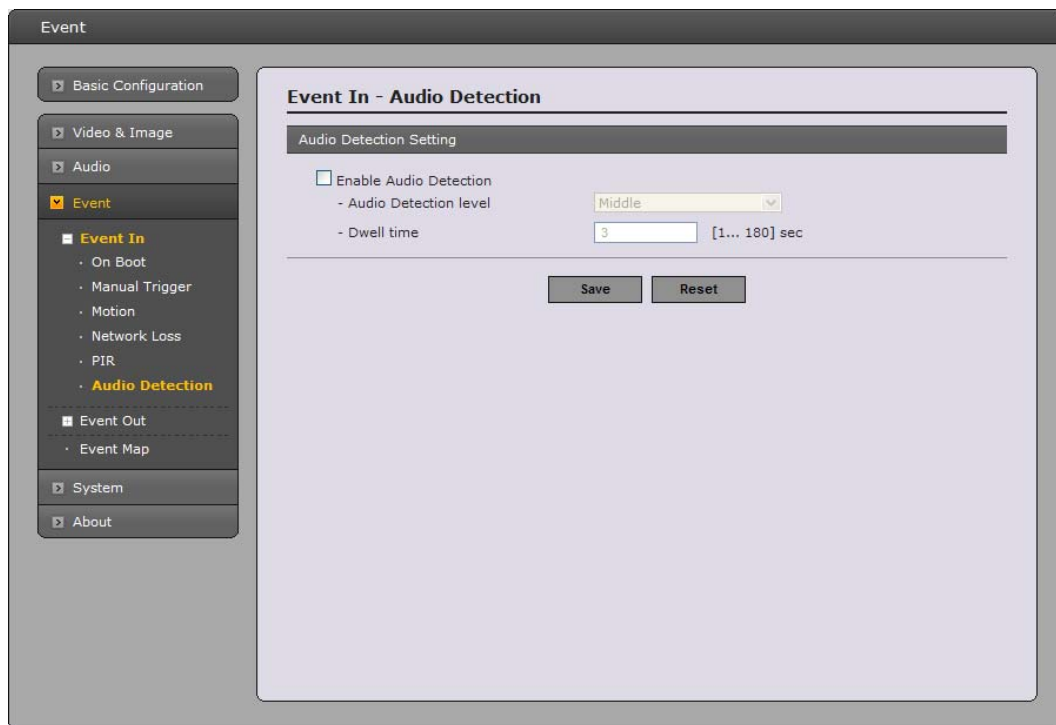 Event
Basic Configuration
Video & Image
Audio
Event
Event In
· On Boot
· Manual Trigger
· Motion
· Network Loss
· PIR
· Audio Detection
Event Out
· Event Map
System
About
Event In - Audio Detection
Audio Detection Setting
Enable Audio Detection
- Audio Detection level Middle
- Dwell time 3 [1... 180] sec
Save Reset